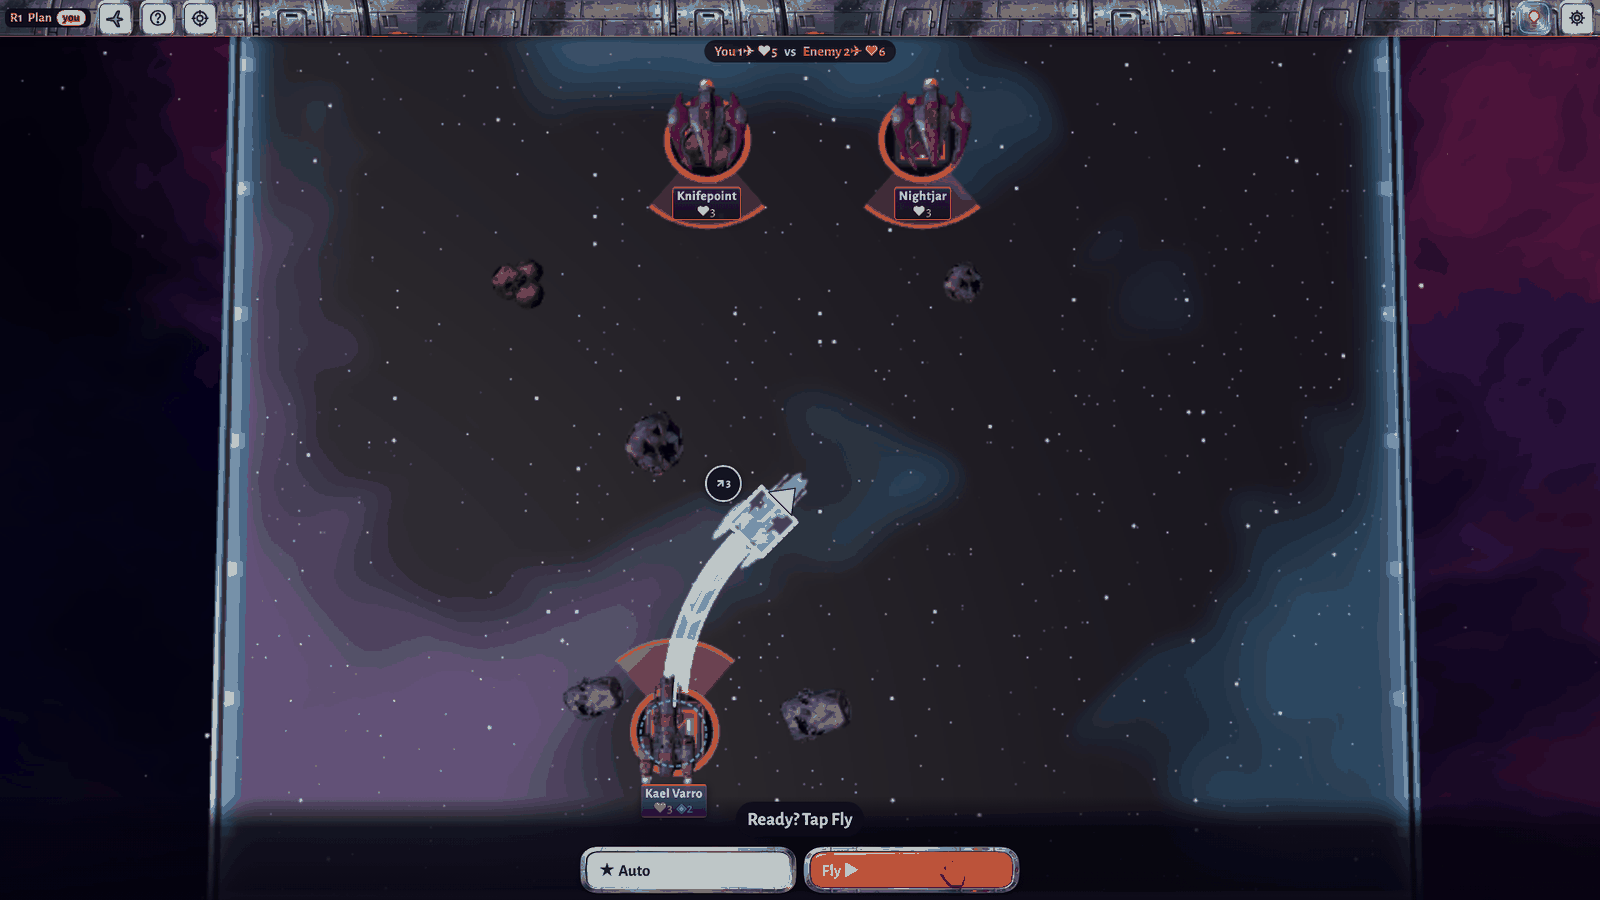 R1 Plan you
You 1 5 vs Enemy 2 6
Knifepoint
3
Nightjar
3
3
Kael Varro
3 2
Ready? Tap Fly
Auto
Fly